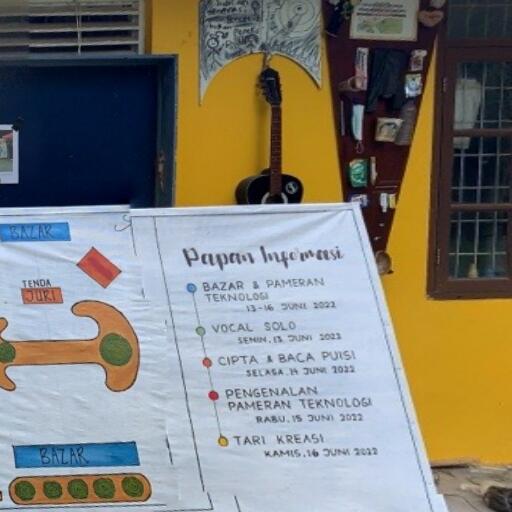 BAZAR
TENDA
JURI
BAZAR
Papan Informasi
BAZAR & PAMERAN
TEKNOLOGI
13-16 JUNI 2022
VOCAL SOLO
SENIN, 13 JUNI 2022
CIPTA & BACA PUISI
SELASA, 14 JUNI 2022
PENGENALAN
PAMERAN TEKNOLOGI
RABU, 15 JUNI 2022
TARI KREASI
KAMIS, 16 JUNI 2022